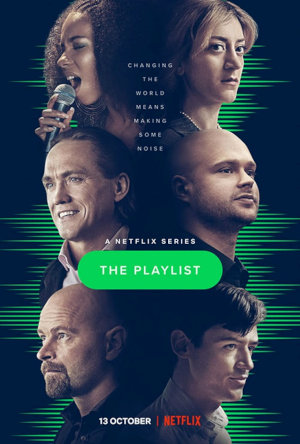 CHANGING
THE
WORLD
MEANS
MAKING
SOME
NOISE
A NETFLIX SERIES
THE PLAYLIST
13 OCTOBER | NETFLIX